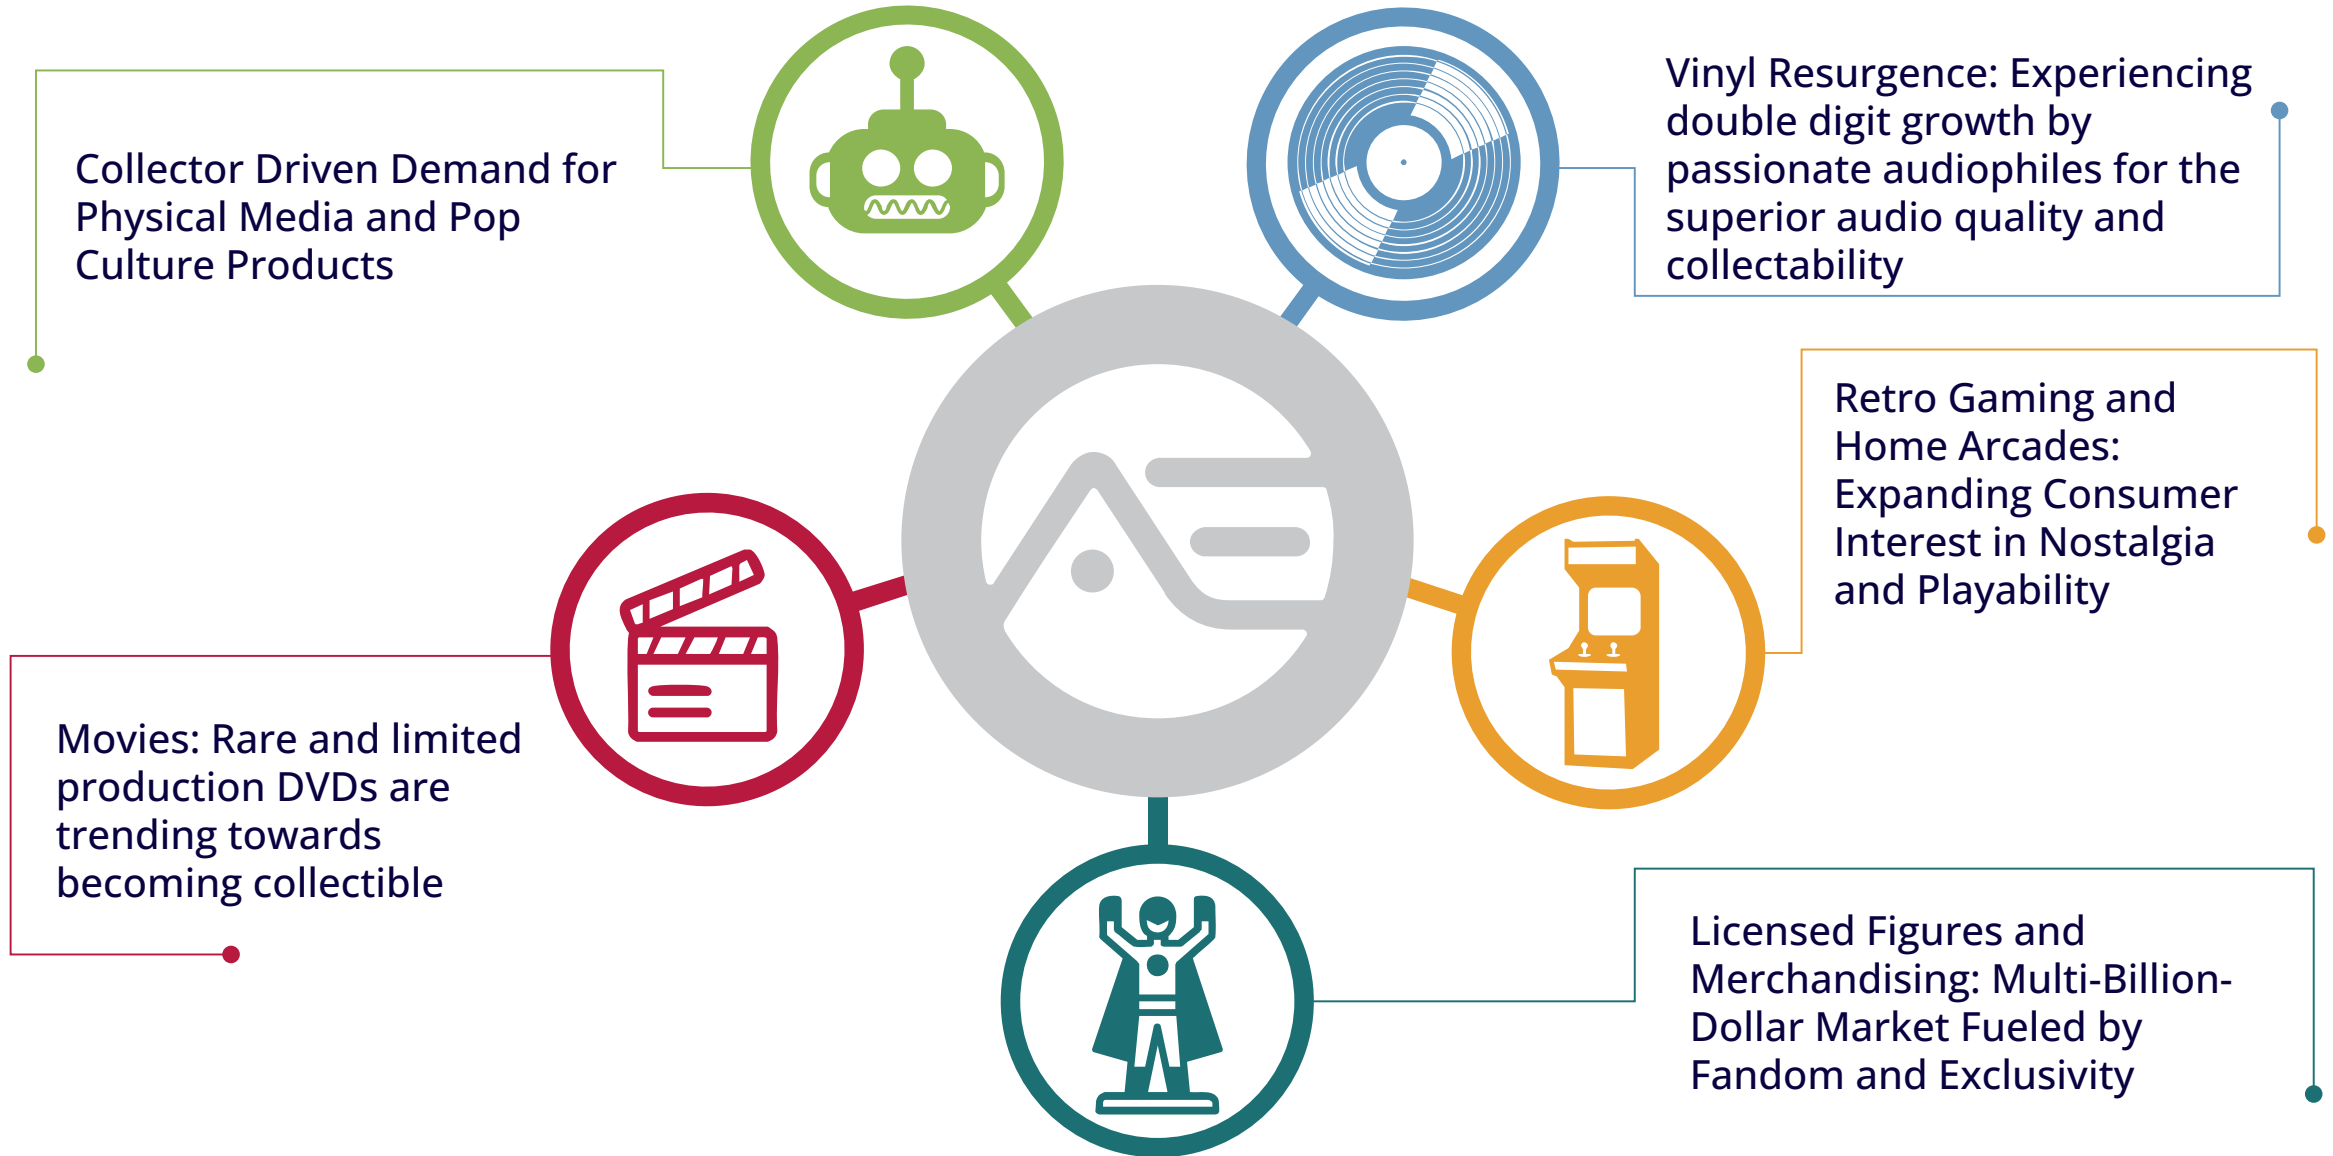 Collector Driven Demand for
Physical Media and Pop
Culture Products
Vinyl Resurgence: Experiencing
double digit growth by
passionate audiophiles for the
superior audio quality and
collectability
Retro Gaming and
Home Arcades:
Expanding Consumer
Interest in Nostalgia
and Playability
Movies: Rare and limited
production DVDs are
trending towards
becoming collectible
Licensed Figures and
Merchandising: Multi-Billion-
Dollar Market Fueled by
Fandom and Exclusivity